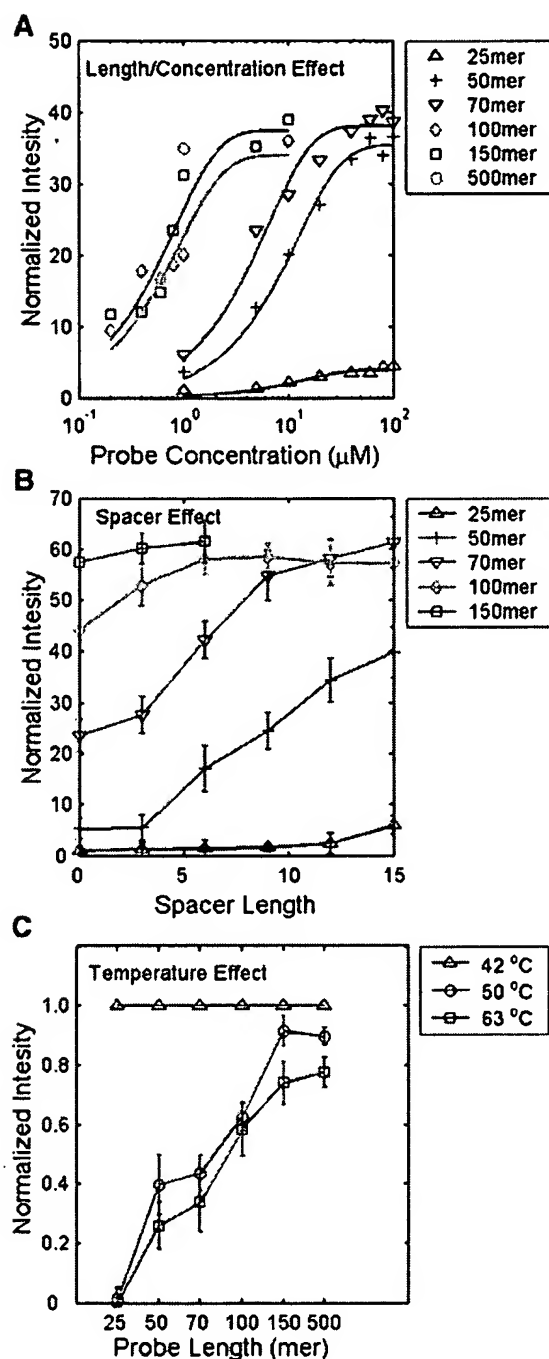 A
50
40
30
20
10
0
Length/Concentration Effect
Normalized Intesity
10-1
100
101
102
Probe Concentration (μM)
25mer
50mer
70mer
100mer
150mer
500mer
B
70
60
50
40
30
20
10
0
Spacer Effect
Normalized Intesity
0
5
10
15
Spacer Length
25mer
50mer
70mer
100mer
150mer
C
Temperature Effect
1.0
0.8
0.6
0.4
0.2
0
Normalized Intesity
25 50 70 100 150 500
Probe Length (mer)
42 °C
50 °C
63 °C